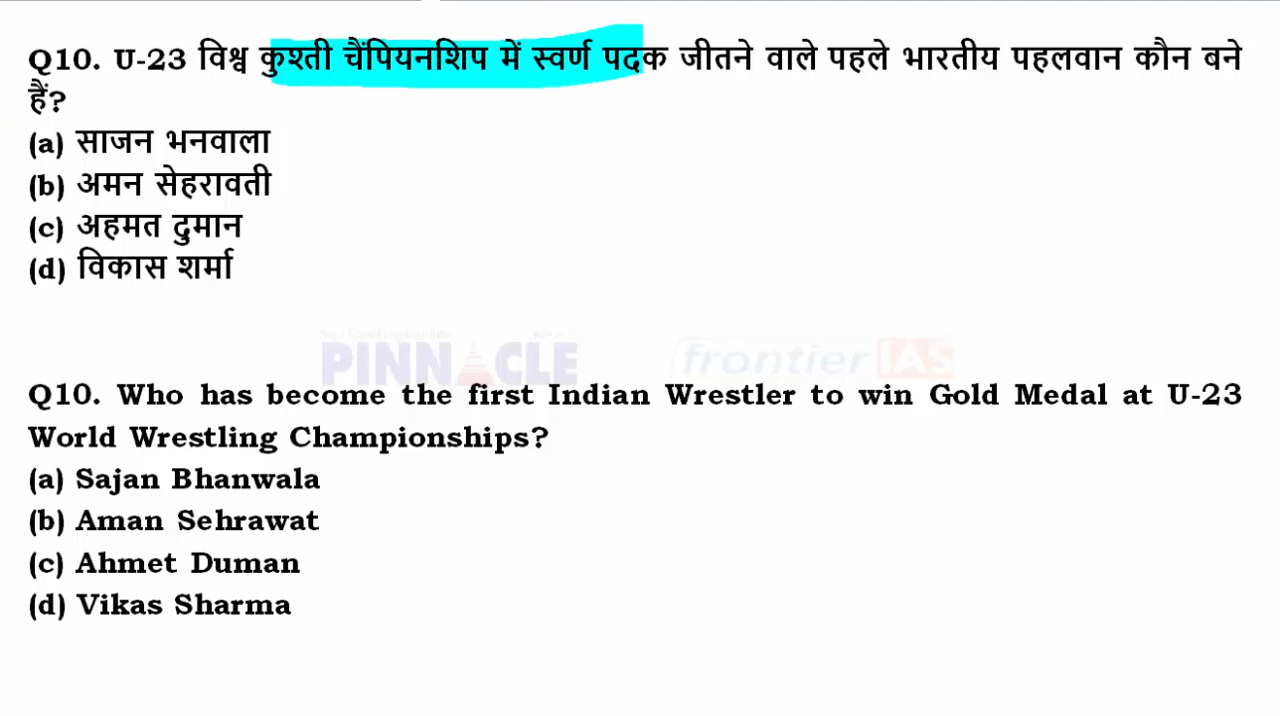 Q10. U-23 विश्व कुश्ती चैंपियनशिप में स्वर्ण पदक जीतने वाले पहले भारतीय पहलवान कौन बने
हैं?
(a) साजन भनवाला
(b) अमन सेहरावती
(c) अहमत दुमान
(d) विकास शर्मा
PINNACLE frontier IAS
Q10. Who has become the first Indian Wrestler to win Gold Medal at U-23
World Wrestling Championships?
(a) Sajan Bhanwala
(b) Aman Sehrawat
(c) Ahmet Duman
(d) Vikas Sharma